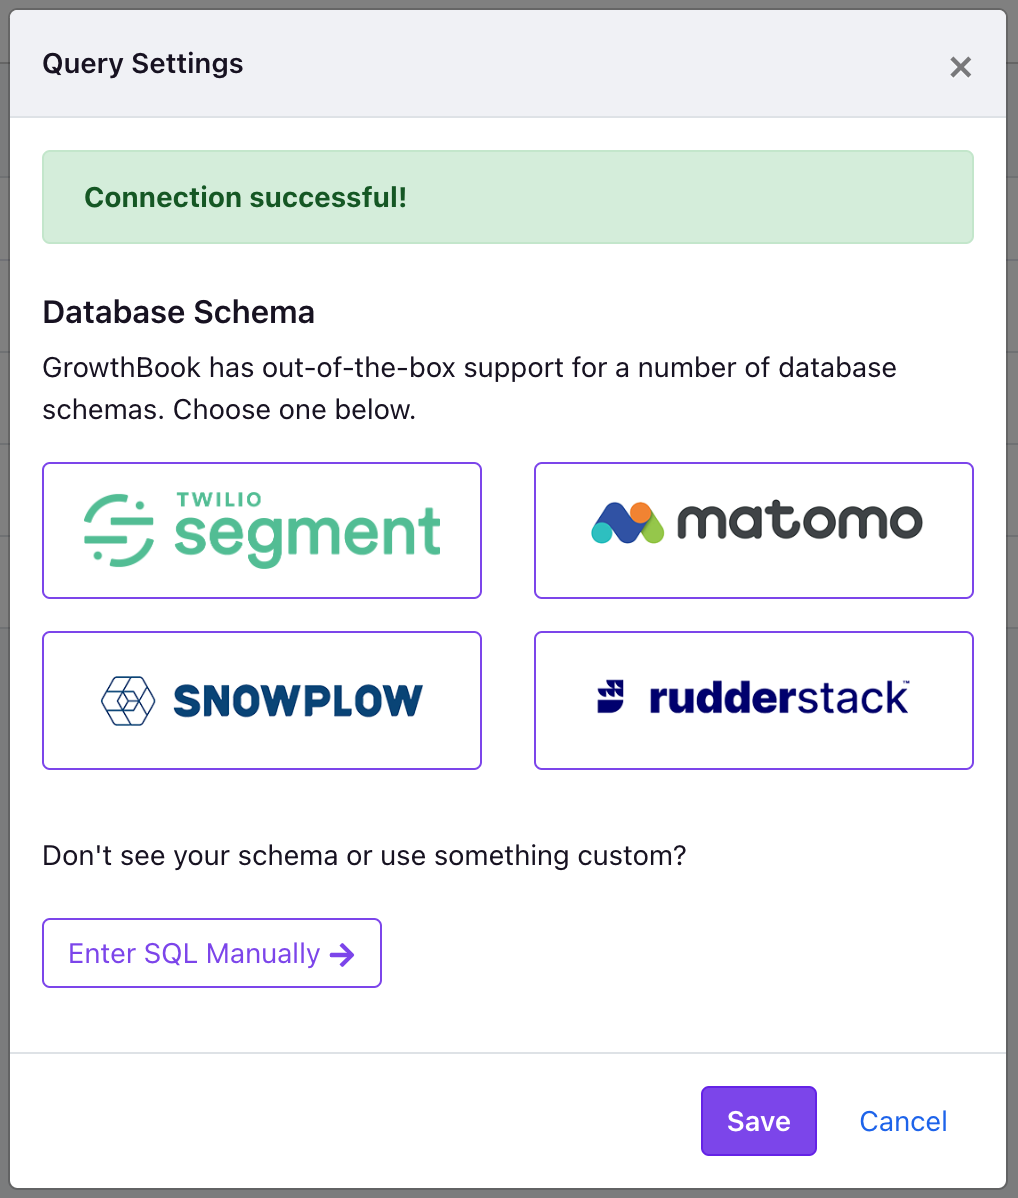 Query Settings
×
Connection successful!
Database Schema
GrowthBook has out-of-the-box support for a number of database
schemas. Choose one below.
TWILIO
segment
matomo
SNOWPLOW
rudderstack™
Don't see your schema or use something custom?
Enter SQL Manually →
Save
Cancel